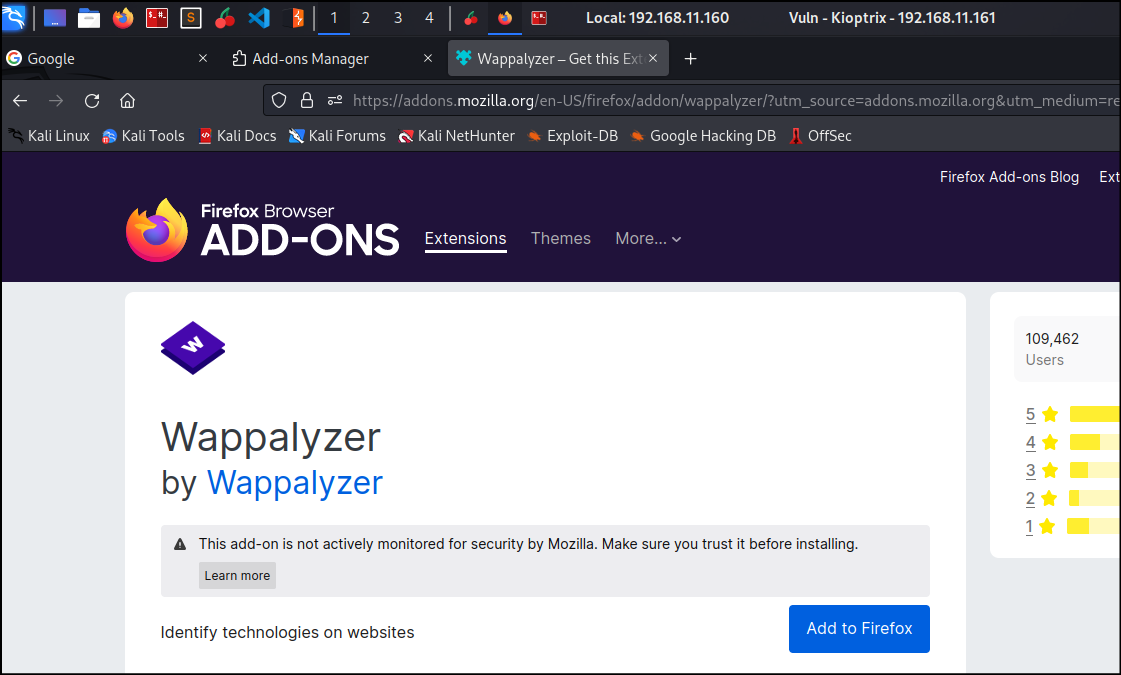 1 2 3 4 Local: 192.168.11.160 Vuln - Kioptrix - 192.168.11.161
Google Add-ons Manager Wappalyzer – Get this Ext
https://addons.mozilla.org/en-US/firefox/addon/wappalyzer/?utm_source=addons.mozilla.org&utm_medium=re
Kali Linux Kali Tools Kali Docs Kali Forums Kali NetHunter Exploit-DB Google Hacking DB OffSec
Firefox Add-ons Blog Ext
Firefox Browser
ADD-ONS
Extensions Themes More...
W
109,462
Users
5
4
3
2
1
Wappalyzer
by Wappalyzer
This add-on is not actively monitored for security by Mozilla. Make sure you trust it before installing.
Learn more
Identify technologies on websites
Add to Firefox